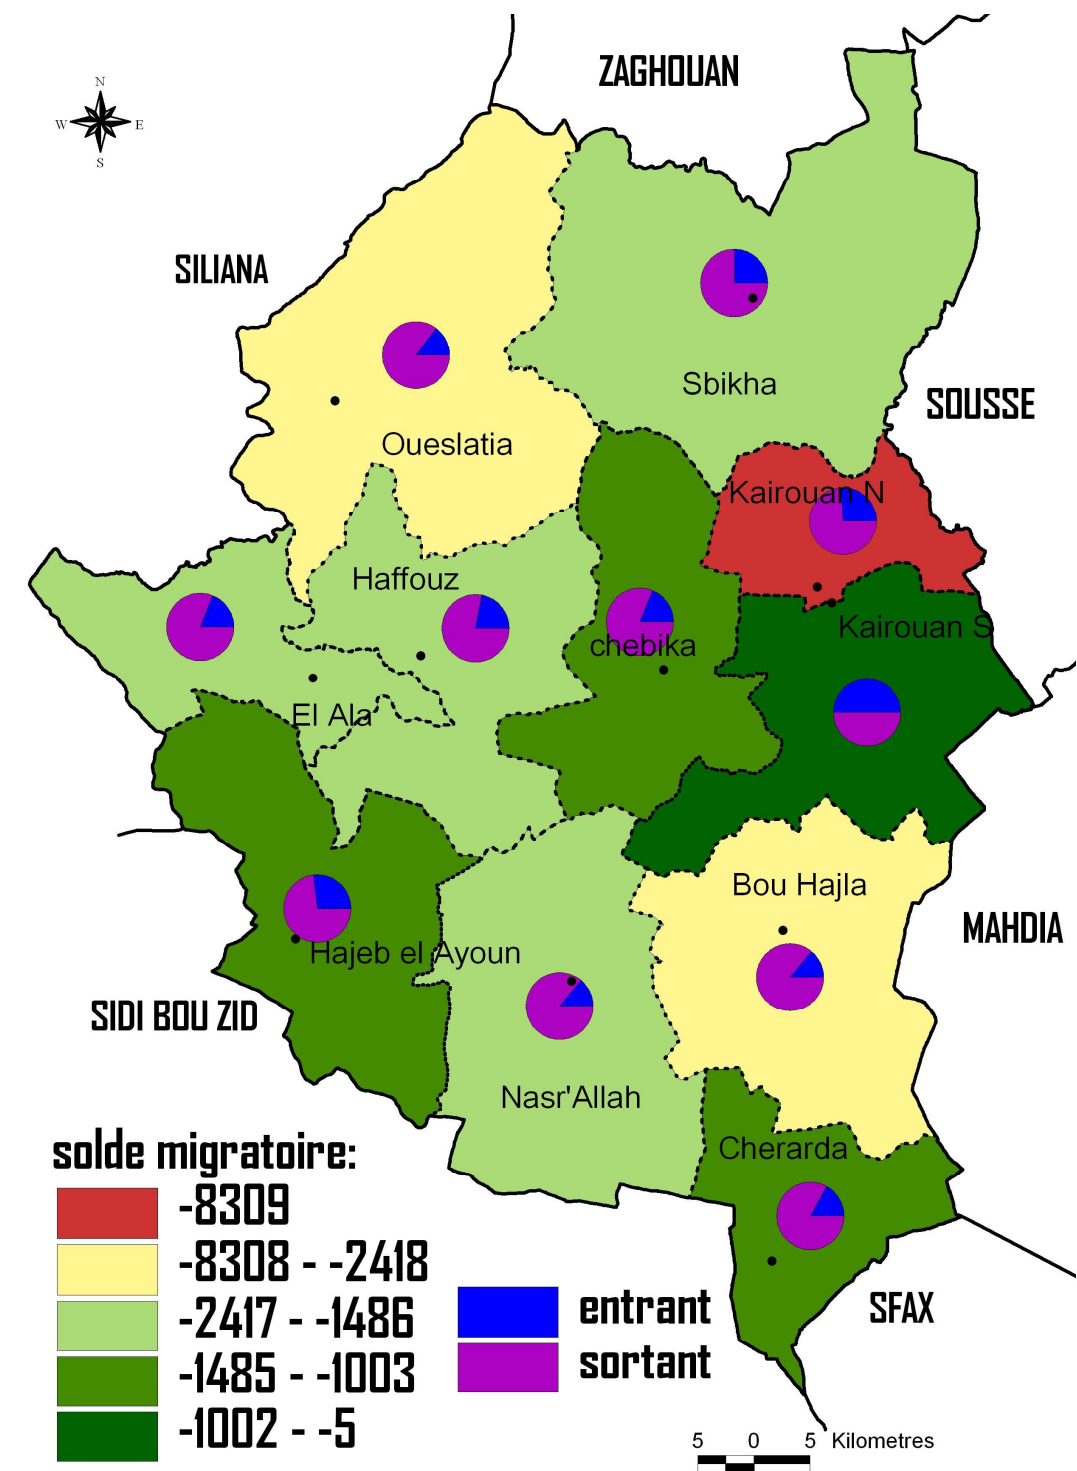 ZAGHOUAN
N
W E
S
SILIANA
Sbikha
SOUSSE
Oueslatia
Kairouan N
Haffouz
Kairouan S
chebika
El Ala
Bou Hajla
MAHDIA
Hajeb el Ayoun
SIDI BOU ZID
Nasr'Allah
Cherarda
SFAX
solde migratoire:
-8309
-8308 - -2418
-2417 - -1486
-1485 - -1003
-1002 - -5
entrant
sortant
5 0 5 Kilometres